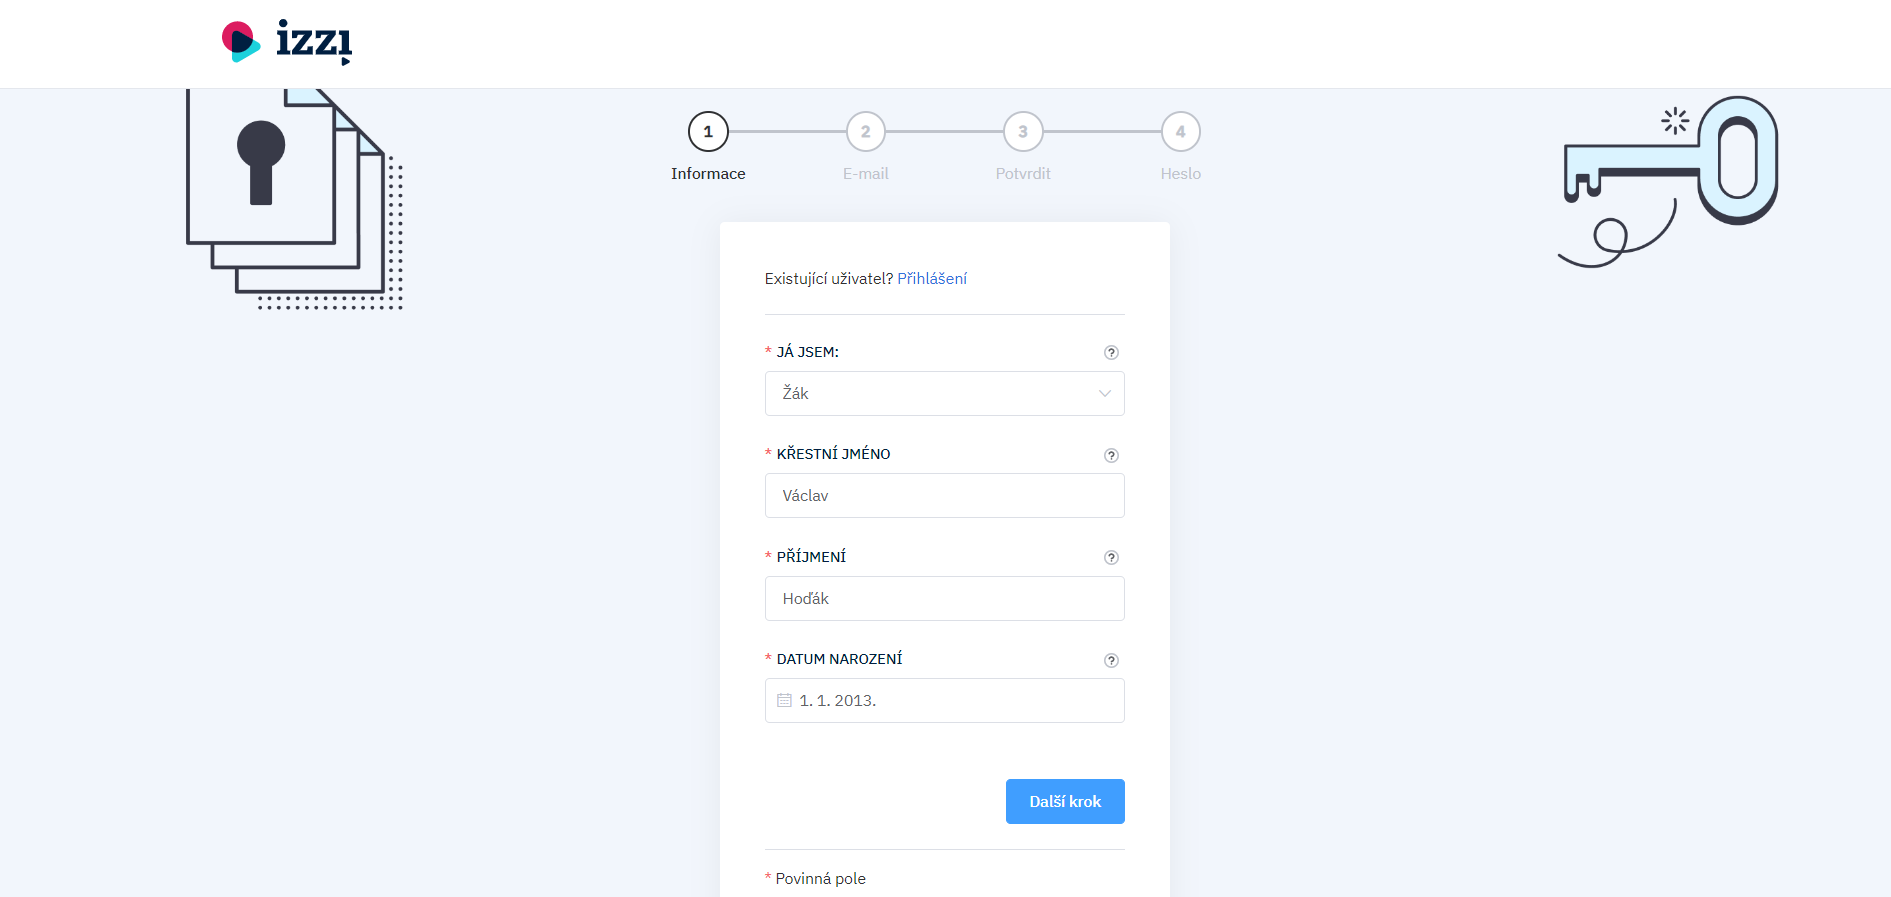 izzi
1 2 3 4
Informace E-mail Potvrdit Heslo
Existující uživatel? Přihlášení
* JÁ JSEM: ?
Žák
* KŘESTNÍ JMÉNO ?
Václav
* PŘÍJMENÍ ?
Hoďák
* DATUM NAROZENÍ ?
1. 1. 2013.
Další krok
* Povinná pole